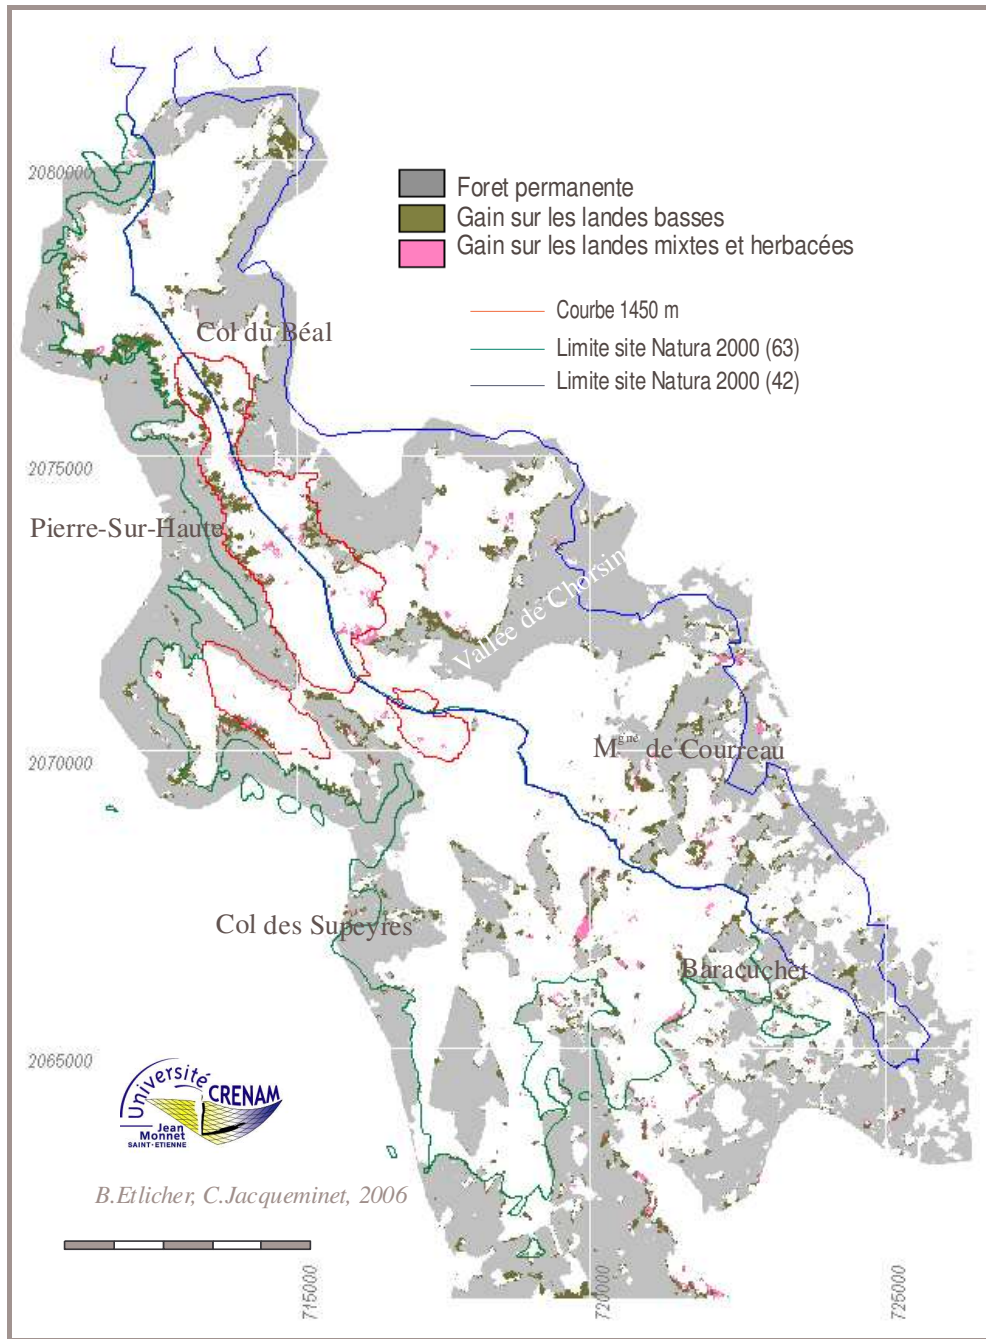 2080000
Foret permanente
Gain sur les landes basses
Gain sur les landes mixtes et herbacées
Courbe 1450 m
Limite site Natura 2000 (63)
Limite site Natura 2000 (42)
Col du Béal
2075000
Pierre-Sur-Haute
Vallée de Chorsin
Mgne de Courreau
2070000
Col des Supeyres
Baracuchet
2065000
Université
CRENAM
Jean
Monnet
SAINT-ETIENNE
B.Etlicher, C.Jacqueminet, 2006
715000
720000
725000